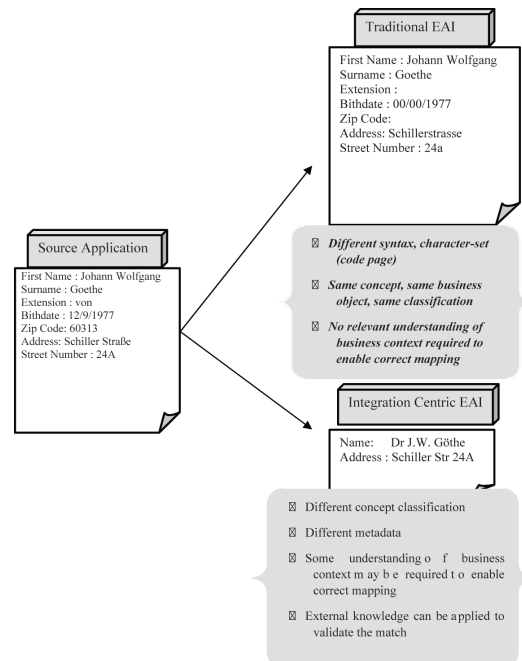 Traditional EAI
First Name : Johann Wolfgang
Surname : Goethe
Extension :
Bithdate : 00/00/1977
Zip Code:
Address: Schillerstrasse
Street Number : 24a
Different syntax, character-set
(code page)
Same concept, same business
object, same classification
No relevant understanding of
business context required to
enable correct mapping
Source Application
First Name : Johann Wolfgang
Surname : Goethe
Extension : von
Bithdate : 12/9/1977
Zip Code: 60313
Address: Schiller Straße
Street Number : 24A
Integration Centric EAI
Name: Dr J.W. Göthe
Address : Schiller Str 24A
Different concept classification
Different metadata
Some understanding o f business
context m ay b e required t o enable
correct mapping
External knowledge can be applied to
validate the match